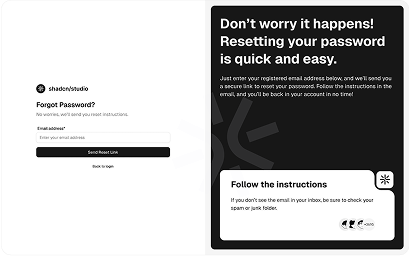 shadcn/studio
Forgot Password?
No worries, we'll send you reset instructions.
Email address*
Enter your email address
Send Reset Link
Back to login
Don't worry it happens!
Resetting your password
is quick and easy.
Just enter your registered email address below, and we'll send you
a secure link to reset your password. Follow the instructions in the
email, and you'll be back in your account in no time!
Follow the instructions
If you don't see the email in your inbox, be sure to check your
spam or junk folder.